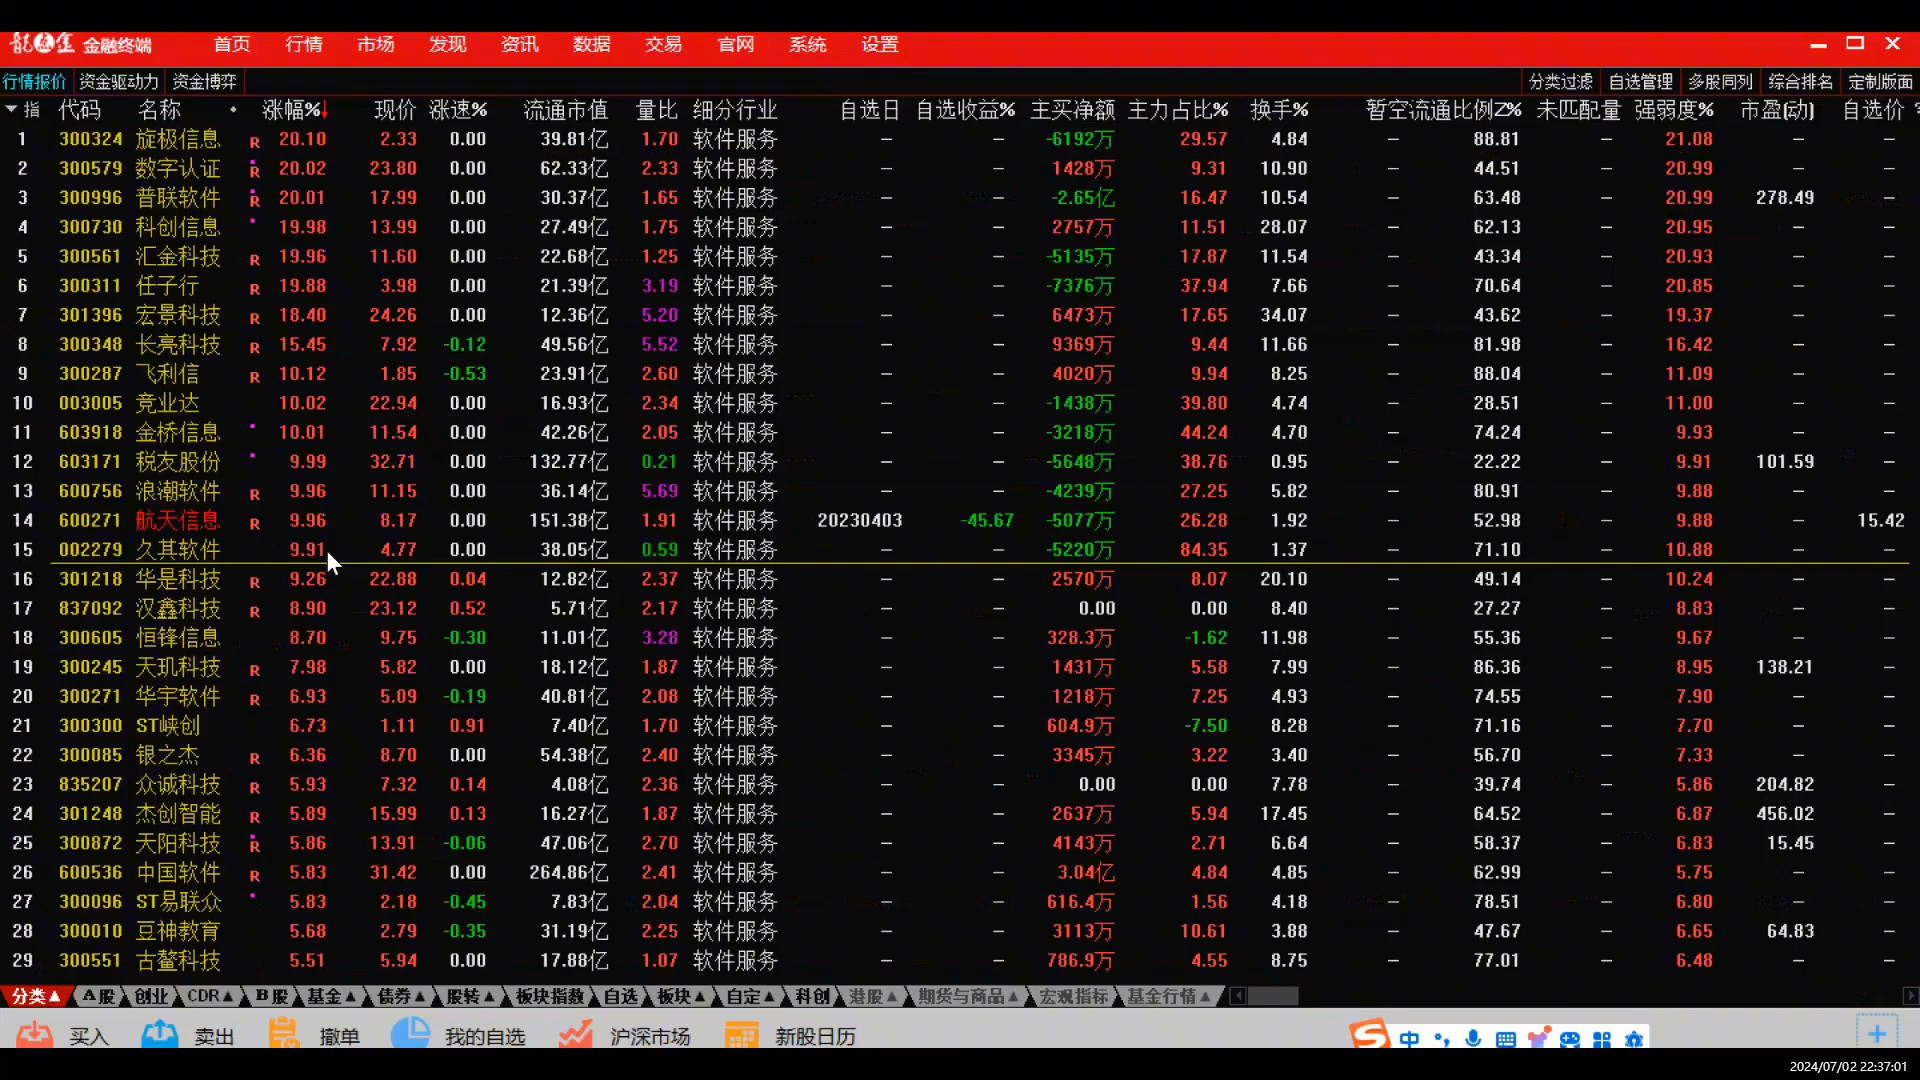 龍盈金 金融终端 首页 行情 市场 发现 资讯 数据 交易 官网 系统 设置
行情报价 资金驱动力 资金博弈 分类过滤 自选管理 多股同列 综合排名 定制版面
指 代码 名称 涨幅%↓ 现价 涨速% 流通市值 量比 细分行业 自选日 自选收益% 主买净额 主力占比% 换手% 暂空流通比例Z% 未匹配量 强弱度% 市盈(动) 自选价
1 300324 旋极信息 R 20.10 2.33 0.00 39.81亿 1.70 软件服务 — — -6192万 29.57 4.84 — 88.81 — 21.08 — —
2 300579 数字认证 R 20.02 23.80 0.00 62.33亿 2.33 软件服务 — — 1428万 9.31 10.90 — 44.51 — 20.99 — —
3 300996 普联软件 R 20.01 17.99 0.00 30.37亿 1.65 软件服务 — — -2.65亿 16.47 10.54 — 63.48 — 20.99 278.49 —
4 300730 科创信息 19.98 13.99 0.00 27.49亿 1.75 软件服务 — — 2757万 11.51 28.07 — 62.13 — 20.95 — —
5 300561 汇金科技 R 19.96 11.60 0.00 22.68亿 1.25 软件服务 — — -5135万 17.87 11.54 — 43.34 — 20.93 — —
6 300311 任子行 R 19.88 3.98 0.00 21.39亿 3.19 软件服务 — — -7376万 37.94 7.66 — 70.64 — 20.85 — —
7 301396 宏景科技 R 18.40 24.26 0.00 12.36亿 5.20 软件服务 — — 6473万 17.65 34.07 — 43.62 — 19.37 — —
8 300348 长亮科技 R 15.45 7.92 -0.12 49.56亿 5.52 软件服务 — — 9369万 9.44 11.66 — 81.98 — 16.42 — —
9 300287 飞利信 R 10.12 1.85 -0.53 23.91亿 2.60 软件服务 — — 4020万 9.94 8.25 — 88.04 — 11.09 — —
10 003005 竞业达 10.02 22.94 0.00 16.93亿 2.34 软件服务 — — -1438万 39.80 4.74 — 28.51 — 11.00 — —
11 603918 金桥信息 10.01 11.54 0.00 42.26亿 2.05 软件服务 — — -3218万 44.24 4.70 — 74.24 — 9.93 — —
12 603171 税友股份 9.99 32.71 0.00 132.77亿 0.21 软件服务 — — -5648万 38.76 0.95 — 22.22 — 9.91 101.59 —
13 600756 浪潮软件 R 9.96 11.15 0.00 36.14亿 5.69 软件服务 — — -4239万 27.25 5.82 — 80.91 — 9.88 — —
14 600271 航天信息 R 9.96 8.17 0.00 151.38亿 1.91 软件服务 20230403 -45.67 -5077万 26.28 1.92 — 52.98 — 9.88 — 15.42
15 002279 久其软件 9.91 4.77 0.00 38.05亿 0.59 软件服务 — — -5220万 84.35 1.37 — 71.10 — 10.88 — —
16 301218 华是科技 R 9.26 22.88 0.04 12.82亿 2.37 软件服务 — — 2570万 8.07 20.10 — 49.14 — 10.24 — —
17 837092 汉鑫科技 R 8.90 23.12 0.52 5.71亿 2.17 软件服务 — — 0.00 0.00 8.40 — 27.27 — 8.83 — —
18 300605 恒锋信息 8.70 9.75 -0.30 11.01亿 3.28 软件服务 — — 328.3万 -1.62 11.98 — 55.36 — 9.67 — —
19 300245 天玑科技 R 7.98 5.82 0.00 18.12亿 1.87 软件服务 — — 1431万 5.58 7.99 — 86.36 — 8.95 138.21 —
20 300271 华宇软件 R 6.93 5.09 -0.19 40.81亿 2.08 软件服务 — — 1218万 7.25 4.93 — 74.55 — 7.90 — —
21 300300 ST峡创 6.73 1.11 0.91 7.40亿 1.70 软件服务 — — 604.9万 -7.50 8.28 — 71.16 — 7.70 — —
22 300085 银之杰 R 6.36 8.70 0.00 54.38亿 2.40 软件服务 — — 3345万 3.22 3.40 — 56.70 — 7.33 — —
23 835207 众诚科技 R 5.93 7.32 0.14 4.08亿 2.36 软件服务 — — 0.00 0.00 7.78 — 39.74 — 5.86 204.82 —
24 301248 杰创智能 R 5.89 15.99 0.13 16.27亿 1.87 软件服务 — — 2637万 5.94 17.45 — 64.52 — 6.87 456.02 —
25 300872 天阳科技 R 5.86 13.91 -0.06 47.06亿 2.70 软件服务 — — 4143万 2.71 6.64 — 58.37 — 6.83 15.45 —
26 600536 中国软件 R 5.83 31.42 0.00 264.86亿 2.41 软件服务 — — 3.04亿 4.84 4.85 — 62.99 — 5.75 — —
27 300096 ST易联众 5.83 2.18 -0.45 7.83亿 2.04 软件服务 — — 616.4万 1.56 4.18 — 78.51 — 6.80 — —
28 300010 豆神教育 5.68 2.79 -0.35 31.19亿 2.25 软件服务 — — 3113万 10.61 3.88 — 47.67 — 6.65 64.83 —
29 300551 古鳌科技 5.51 5.94 0.00 17.88亿 1.07 软件服务 — — 786.9万 4.55 8.75 — 77.01 — 6.48 — —
分类▲ A股 创业 CDR▲ B股 基金▲ 债券▲ 股转▲ 板块指数 自选 板块▲ 自定▲ 科创 港股▲ 期货与商品▲ 宏观指标 基金行情▲
买入 卖出 撤单 我的自选 沪深市场 新股日历 S 中
2024/07/02 22:37:01